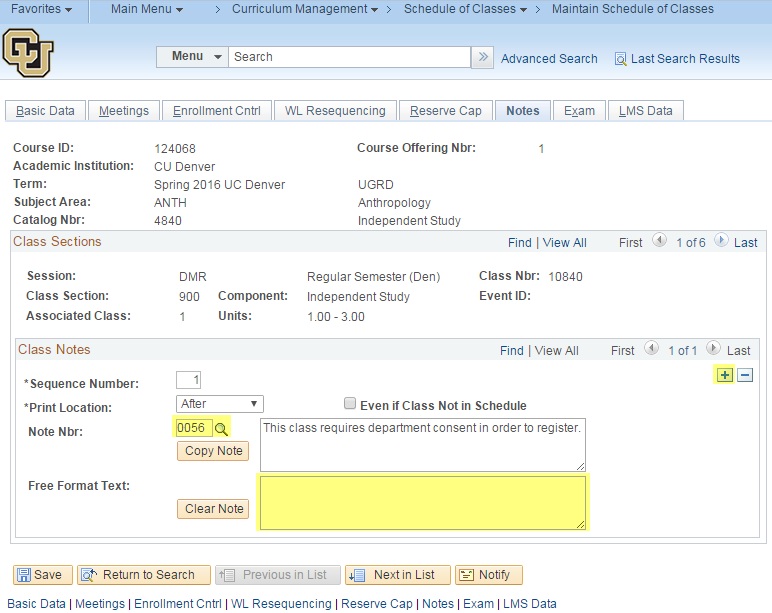 Favorites Main Menu > Curriculum Management > Schedule of Classes > Maintain Schedule of Classes
CU
Menu Search » Advanced Search Last Search Results
Basic Data Meetings Enrollment Cntrl WL Resequencing Reserve Cap Notes Exam LMS Data
Course ID: 124068 Course Offering Nbr: 1
Academic Institution: CU Denver
Term: Spring 2016 UC Denver UGRD
Subject Area: ANTH Anthropology
Catalog Nbr: 4840 Independent Study
Class Sections Find | View All First 1 of 6 Last
Session: DMR Regular Semester (Den) Class Nbr: 10840
Class Section: 900 Component: Independent Study Event ID:
Associated Class: 1 Units: 1.00 - 3.00
Class Notes Find | View All First 1 of 1 Last
*Sequence Number: 1
*Print Location: After Even if Class Not in Schedule
Note Nbr: 0056 This class requires department consent in order to register.
Copy Note
Free Format Text:
Clear Note
Save Return to Search Previous in List Next in List Notify
Basic Data | Meetings | Enrollment Cntrl | WL Resequencing | Reserve Cap | Notes | Exam | LMS Data